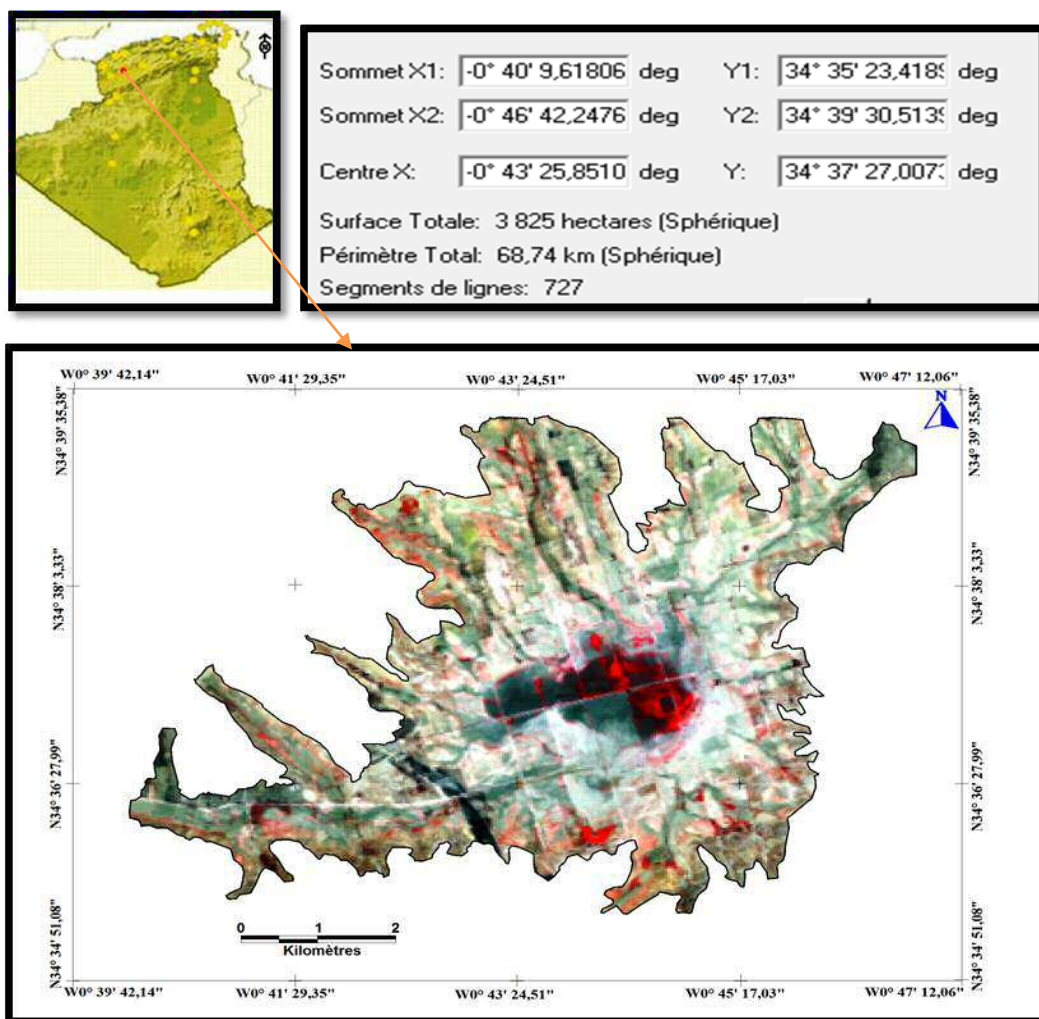 Sommet X1: -0° 40' 9,61806 deg Y1: 34° 35' 23,4189 deg
Sommet X2: -0° 46' 42,2476 deg Y2: 34° 39' 30,5139 deg
Centre X: -0° 43' 25,8510 deg Y: 34° 37' 27,0073 deg
Surface Totale: 3 825 hectares (Sphérique)
Périmètre Total: 68,74 km (Sphérique)
Segments de lignes: 727
W0° 39' 42,14" W0° 41' 29,35" W0° 43' 24,51" W0° 45' 17,03" W0° 47' 12,06"
N
N34° 39' 35,38" N34° 39' 35,38"
N34° 38' 3,33" N34° 38' 3,33"
N34° 36' 27,99" N34° 36' 27,99"
N34° 34' 51,08" N34° 34' 51,08"
0 1 2
Kilomètres
W0° 39' 42,14" W0° 41' 29,35" W0° 43' 24,51" W0° 45' 17,03" W0° 47' 12,06"